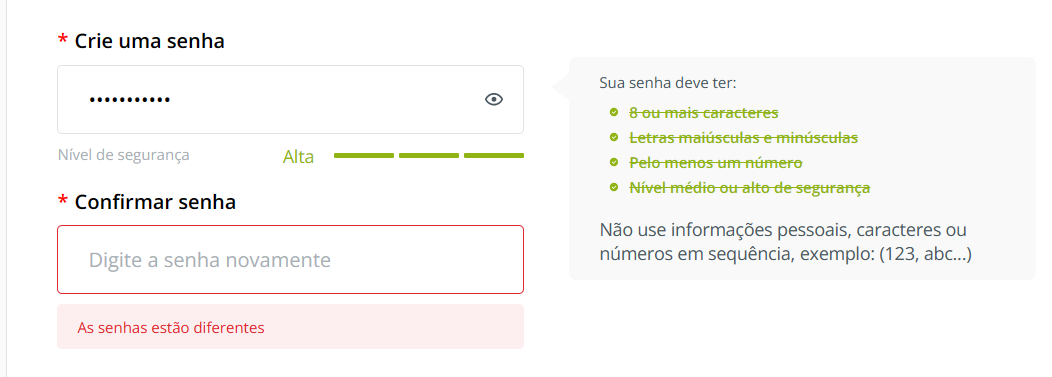 * Crie uma senha
•••••••••••
Nível de segurança
Alta
* Confirmar senha
Digite a senha novamente
As senhas estão diferentes
Sua senha deve ter:
8 ou mais caracteres
Letras maiúsculas e minúsculas
Pelo menos um número
Nível médio ou alto de segurança
Não use informações pessoais, caracteres ou
números em sequência, exemplo: (123, abc...)